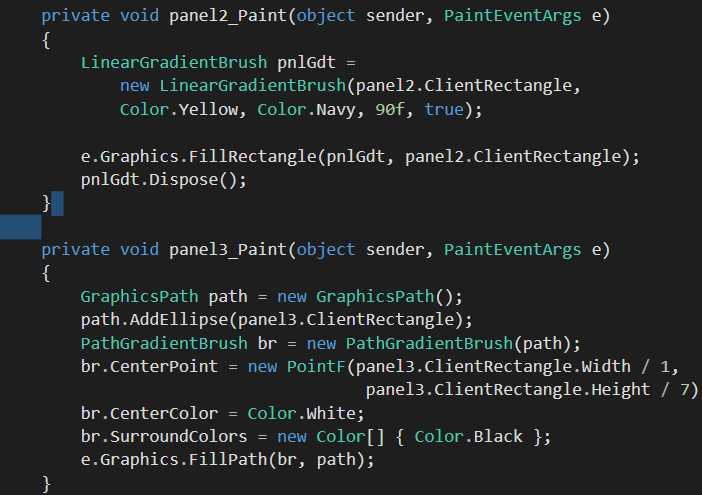 private void panel2_Paint(object sender, PaintEventArgs e)
{
LinearGradientBrush pnlGdt =
new LinearGradientBrush(panel2.ClientRectangle,
Color.Yellow, Color.Navy, 90f, true);
e.Graphics.FillRectangle(pnlGdt, panel2.ClientRectangle);
pnlGdt.Dispose();
}
private void panel3_Paint(object sender, PaintEventArgs e)
{
GraphicsPath path = new GraphicsPath();
path.AddEllipse(panel3.ClientRectangle);
PathGradientBrush br = new PathGradientBrush(path);
br.CenterPoint = new PointF(panel3.ClientRectangle.Width / 1,
panel3.ClientRectangle.Height / 7)
br.CenterColor = Color.White;
br.SurroundColors = new Color[] { Color.Black };
e.Graphics.FillPath(br, path);
}